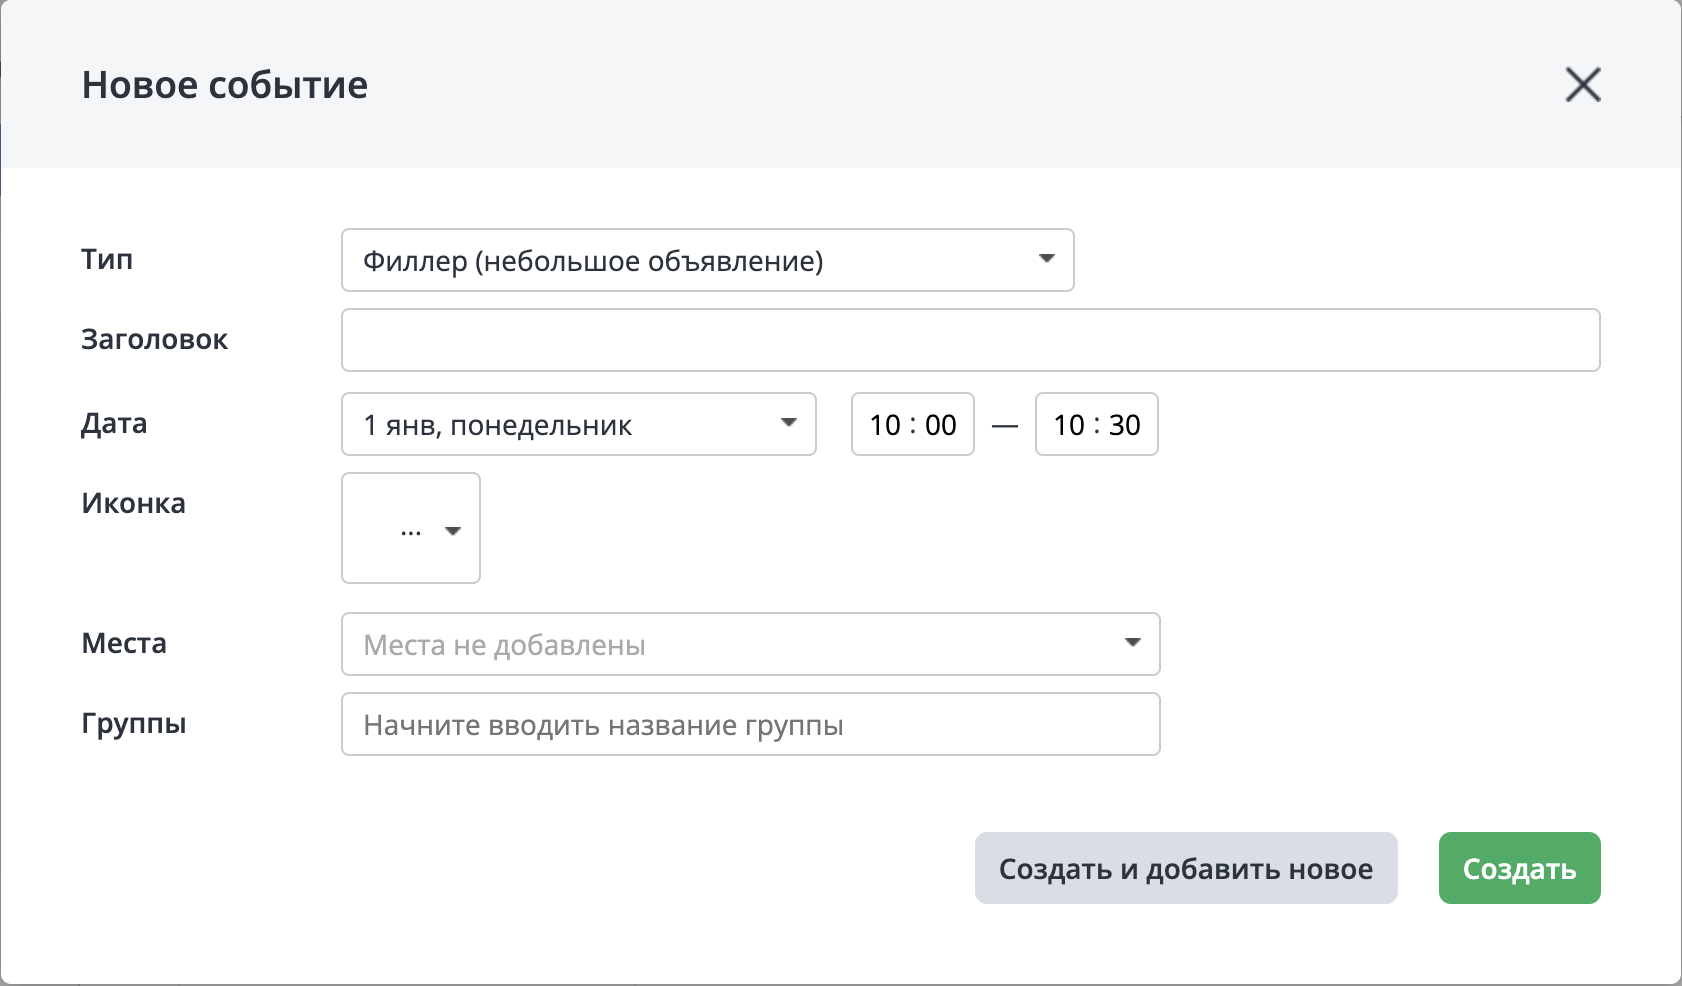 Новое событие
Тип
Филлер (небольшое объявление)
Заголовок
Дата
1 янв, понедельник
10 : 00 — 10 : 30
Иконка
...
Места
Места не добавлены
Группы
Начните вводить название группы
Создать и добавить новое
Создать